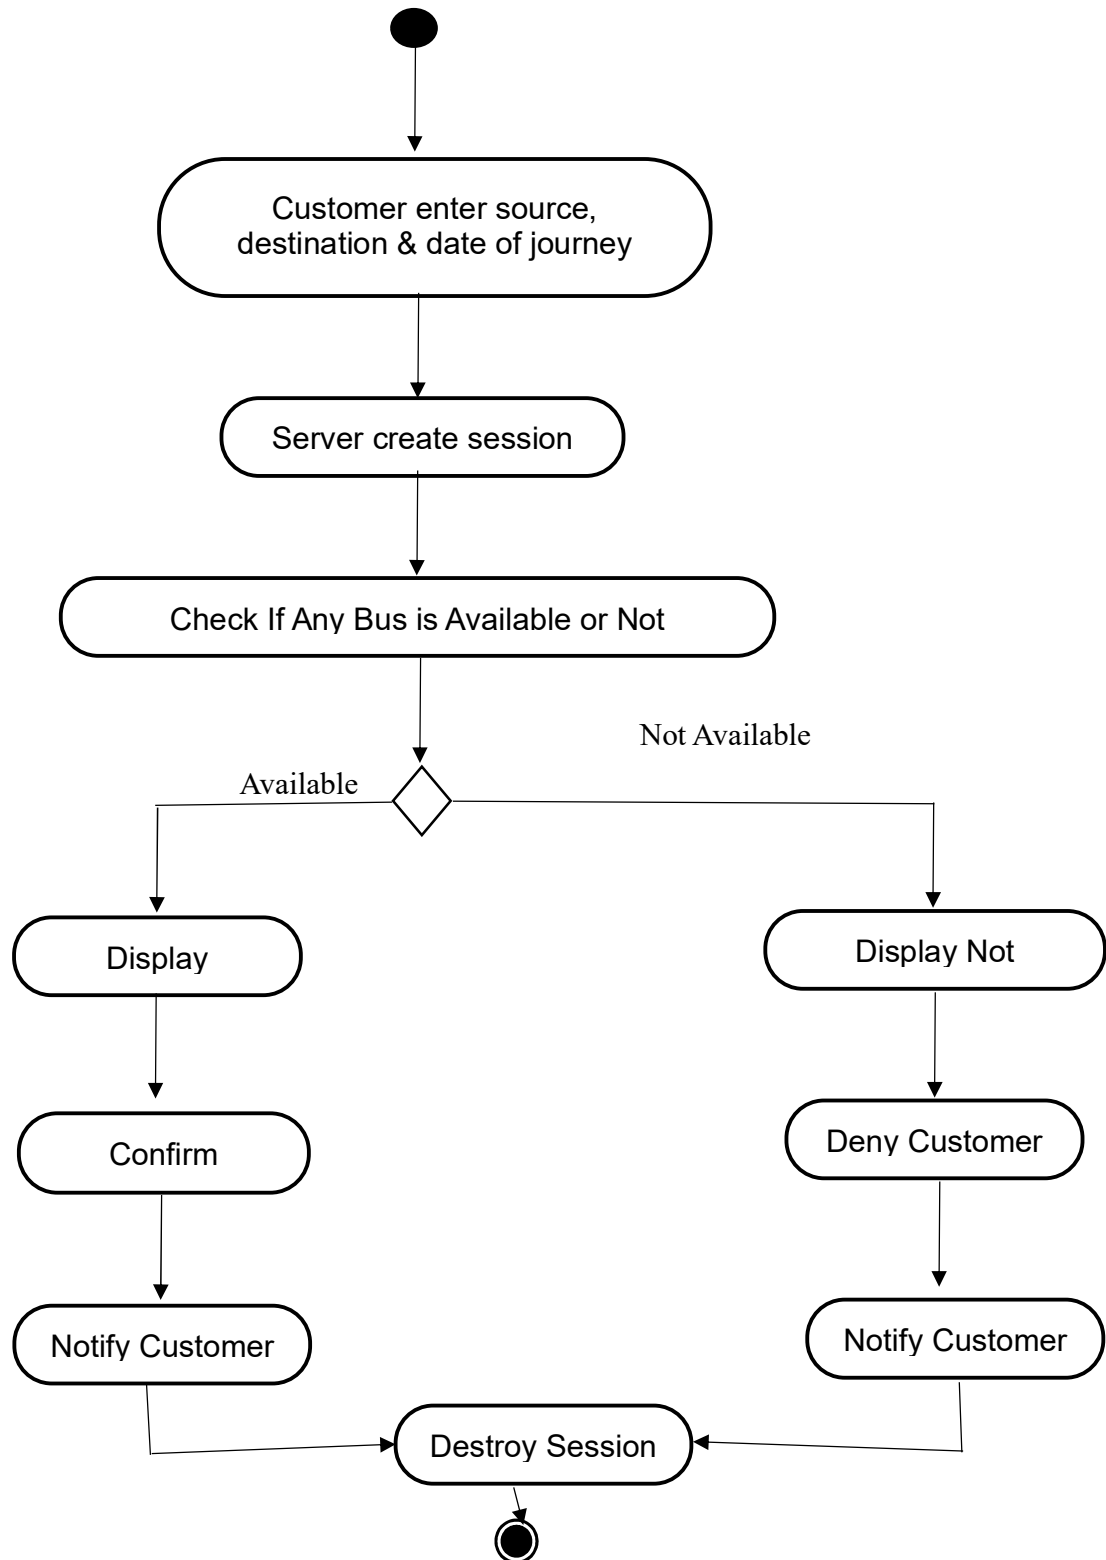 Customer enter source,
destination & date of journey
Server create session
Check If Any Bus is Available or Not
Not Available
Available
Display
Display Not
Confirm
Deny Customer
Notify Customer
Notify Customer
Destroy Session